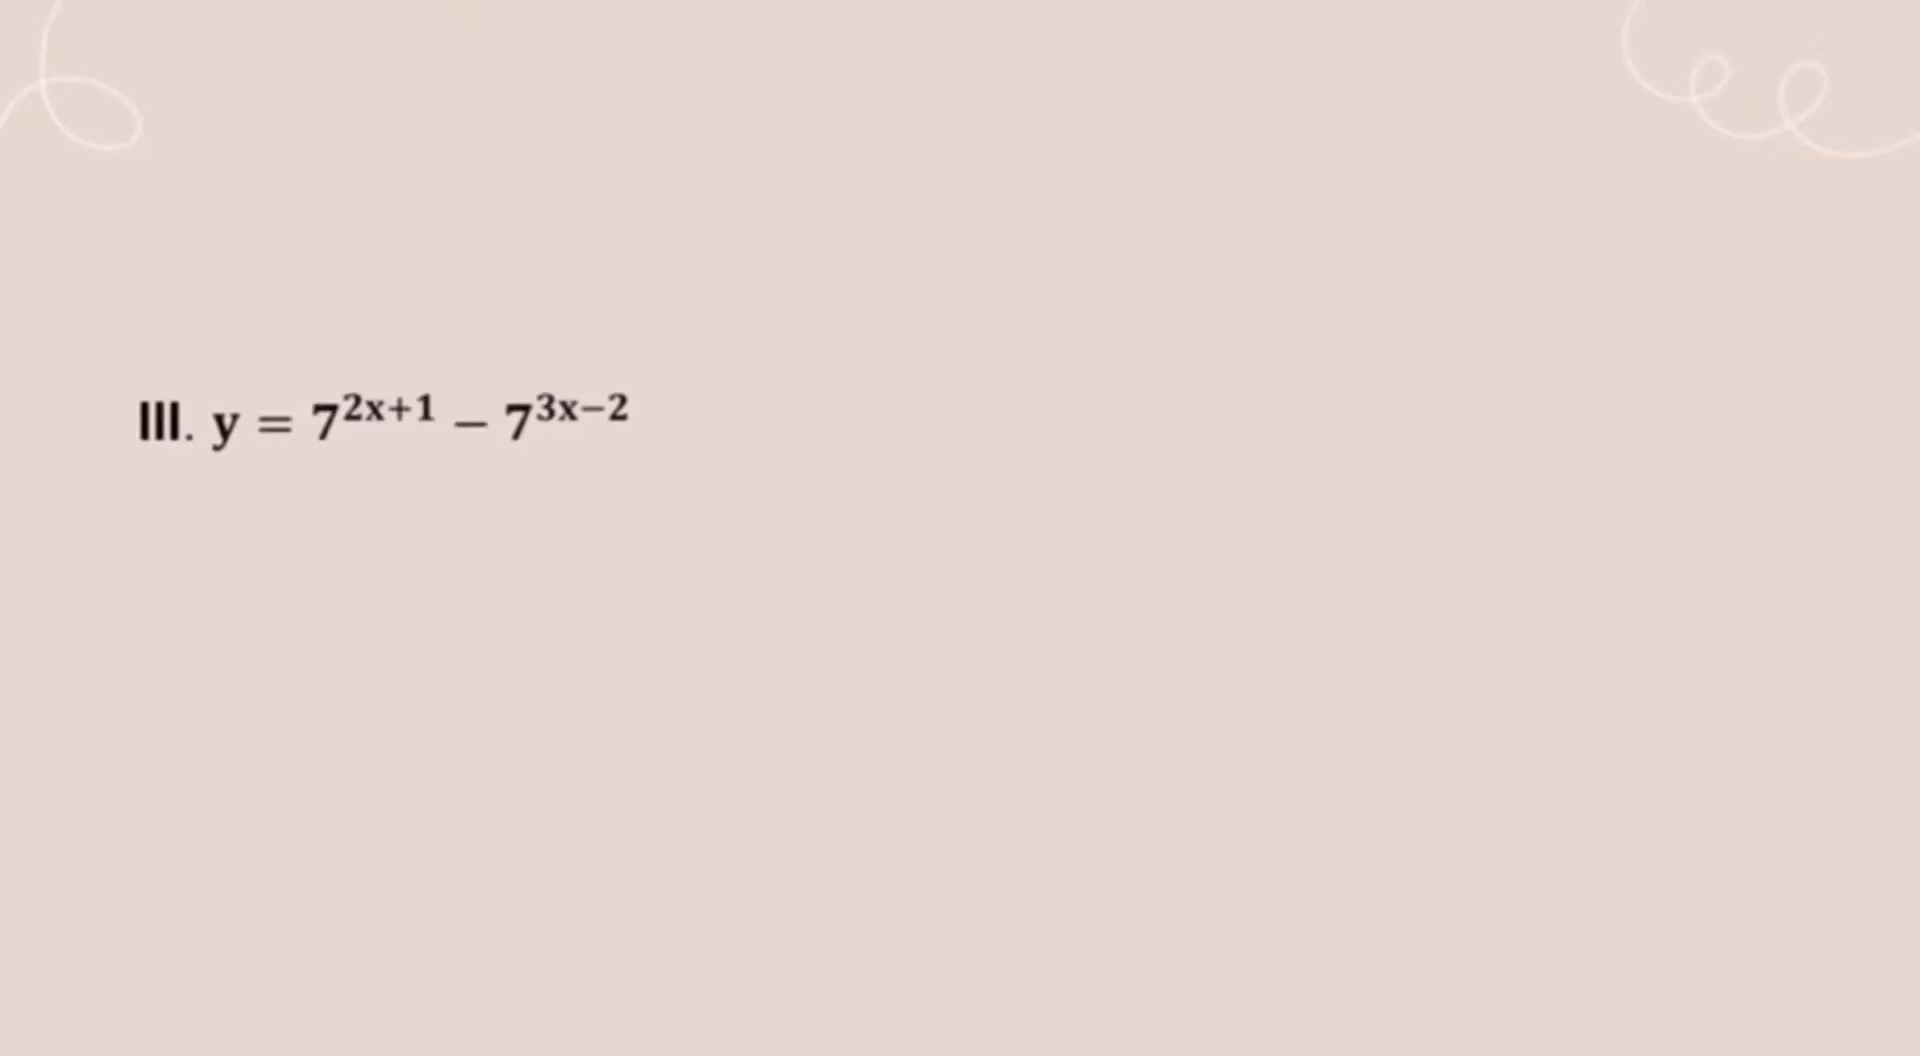 III. y = 7^{2x+1} − 7^{3x−2}